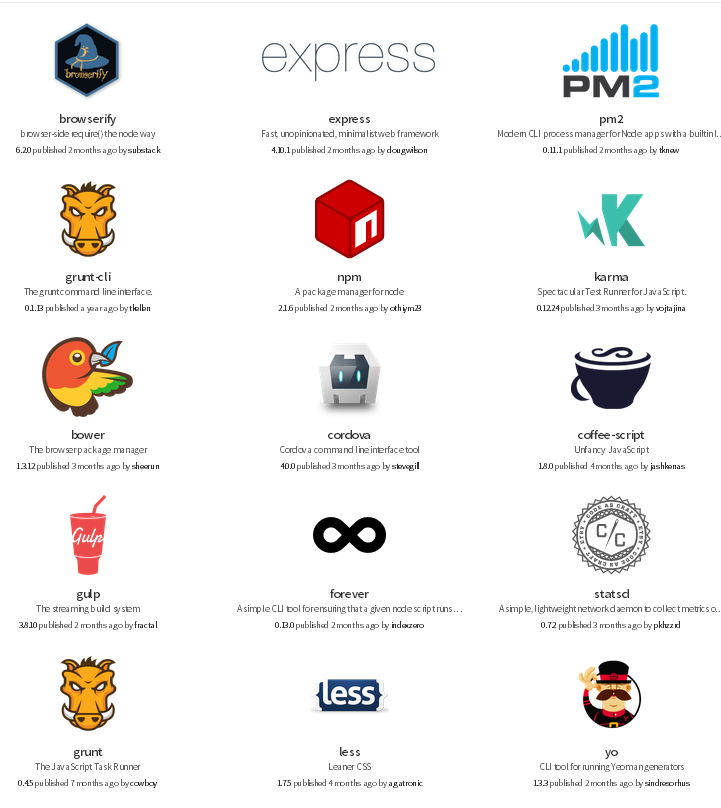 browserify
express
PM2
browserify
browser-side require() the node way
6.2.0 published 2 months ago by substack
express
Fast, unopinionated, minimalist web framework
4.10.1 published 2 months ago by dougwilson
pm2
Modern CLI process manager for Node apps with a builtin l...
0.11.1 published 2 months ago by tknew
n
K
grunt-cli
The grunt command line interface.
0.1.13 published a year ago by tkellen
npm
A package manager for node
2.1.6 published 2 months ago by othiym23
karma
Spectacular Test Runner for JavaScript.
0.12.24 published 3 months ago by vojtajina
bower
The browser package manager
1.3.12 published 3 months ago by sheerun
cordova
Cordova command line interface tool
4.0.0 published 3 months ago by stevegill
coffee-script
Unfancy JavaScript
1.8.0 published 4 months ago by jashkenas
Gulp
CODE AS CRAFT
ETSY
C/C
ETSY
CODE AS CRAFT
gulp
The streaming build system
3.8.10 published 2 months ago by fractal
forever
A simple CLI tool for ensuring that a given node script runs ...
0.13.0 published 2 months ago by indexzero
statsd
A simple, lightweight network daemon to collect metrics o...
0.7.2 published 3 months ago by pkhzzrd
{less}
grunt
The JavaScript Task Runner
0.4.5 published 7 months ago by cowboy
less
Leaner CSS
1.7.5 published 4 months ago by agatronic
yo
CLI tool for running Yeoman generators
1.3.3 published 2 months ago by sindresorhus